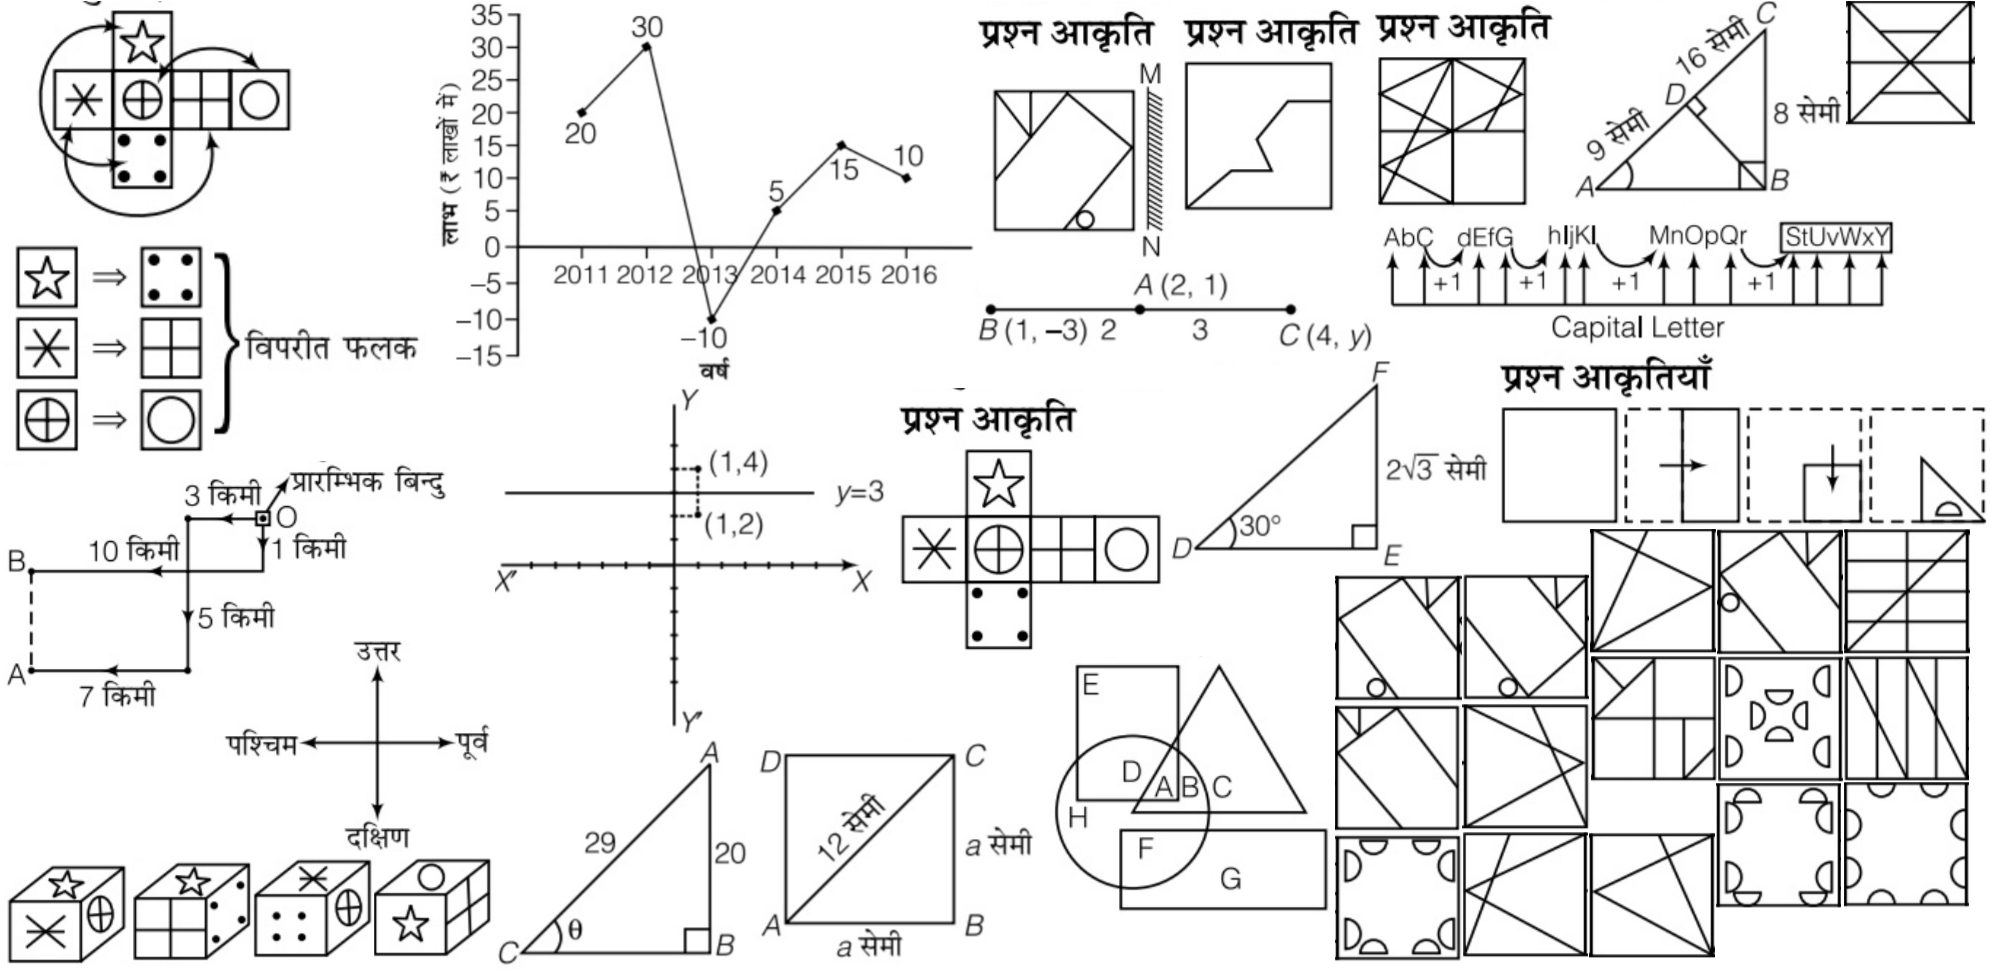 35
30
25
20
15
10
5
0
−5
−10
−15
लाभ (₹ लाखों में)
20
30
−10
5
15
10
2011 2012 2013 2014 2015 2016
वर्ष
प्रश्न आकृति
प्रश्न आकृति
प्रश्न आकृति
M
N
C
16 सेमी
D
9 सेमी
8 सेमी
A
B
AbC dEfG hIjKl MnOpQr StUvWxY
+1 +1 +1 +1
Capital Letter
A (2, 1)
B (1, −3) 2 3 C (4, y)
विपरीत फलक
प्रारम्भिक बिन्दु
3 किमी
O
10 किमी
1 किमी
B
5 किमी
A
7 किमी
उत्तर
पश्चिम
पूर्व
दक्षिण
Y
(1,4)
y=3
(1,2)
X'
X
Y'
प्रश्न आकृति
F
2√3 सेमी
30°
D
E
प्रश्न आकृतियाँ
A
29
20
θ
C
B
D
C
12 सेमी
a सेमी
A
B
a सेमी
E
D
A
B
C
H
F
G